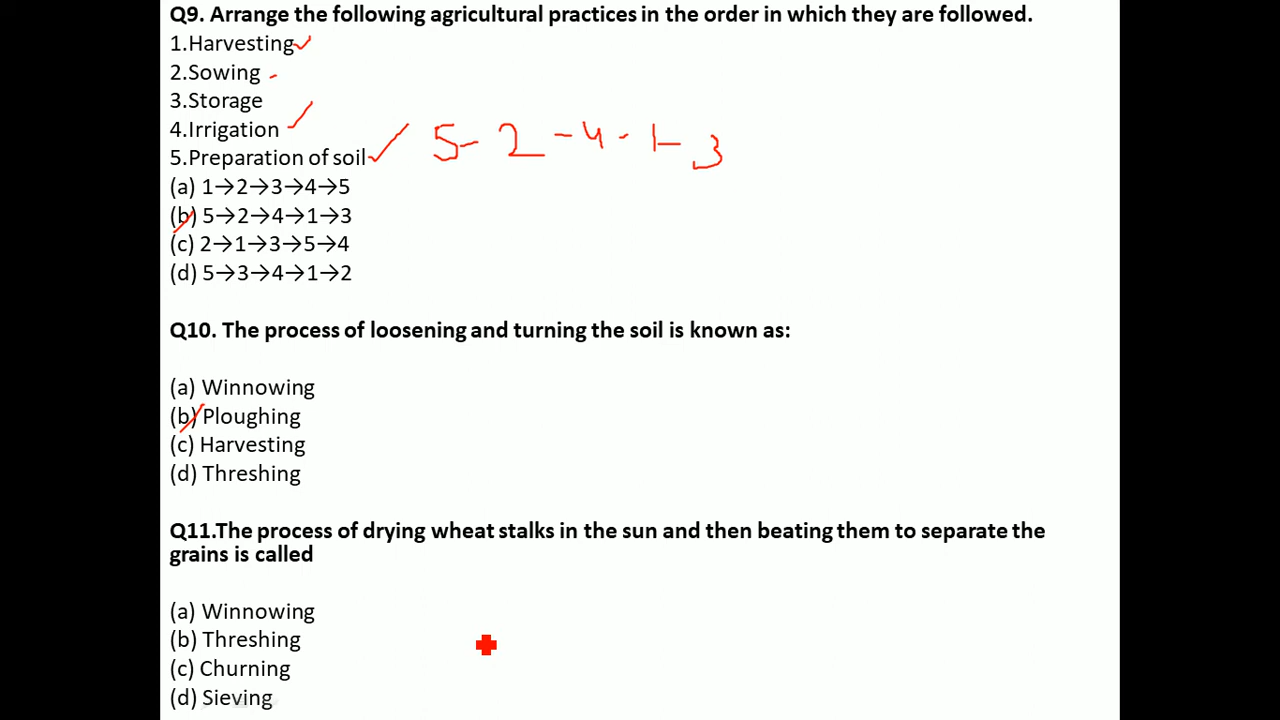 Q9. Arrange the following agricultural practices in the order in which they are followed.
1.Harvesting
2.Sowing
3.Storage
4.Irrigation
5.Preparation of soil
5-2-4-1-3
(a) 1→2→3→4→5
(b) 5→2→4→1→3
(c) 2→1→3→5→4
(d) 5→3→4→1→2
Q10. The process of loosening and turning the soil is known as:
(a) Winnowing
(b) Ploughing
(c) Harvesting
(d) Threshing
Q11.The process of drying wheat stalks in the sun and then beating them to separate the
grains is called
(a) Winnowing
(b) Threshing
(c) Churning
(d) Sieving